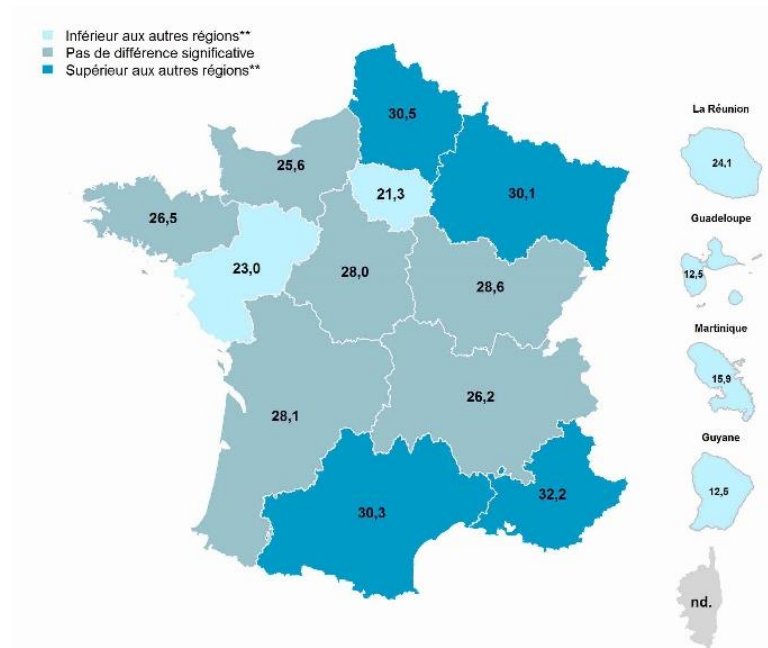 Inférieur aux autres régions**
Pas de différence significative
Supérieur aux autres régions**
30,5
La Réunion
24,1
25,6
21,3
30,1
26,5
Guadeloupe
12,5
23,0
28,0
28,6
Martinique
15,9
26,2
28,1
Guyane
12,5
32,2
30,3
nd.